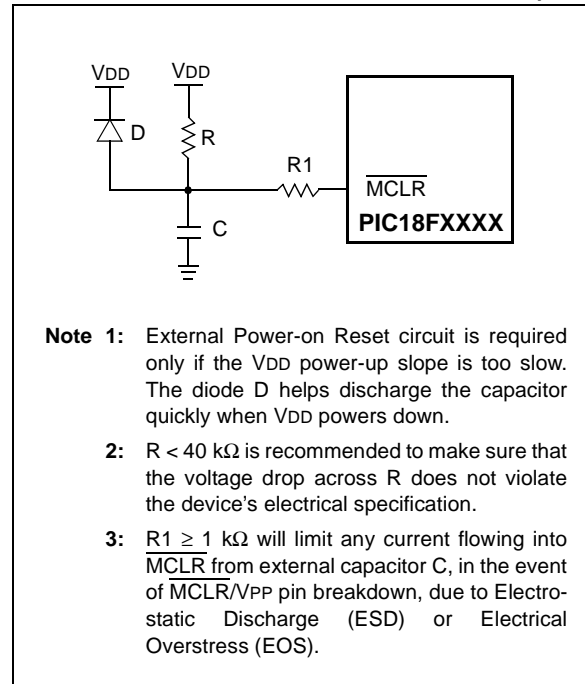 VDD VDD
D
R
R1
MCLR
PIC18FXXXX
C
Note 1: External Power-on Reset circuit is required
only if the VDD power-up slope is too slow.
The diode D helps discharge the capacitor
quickly when VDD powers down.
2: R < 40 kΩ is recommended to make sure that
the voltage drop across R does not violate
the device's electrical specification.
3: R1 ≥ 1 kΩ will limit any current flowing into
MCLR from external capacitor C, in the event
of MCLR/VPP pin breakdown, due to Electro-
static Discharge (ESD) or Electrical
Overstress (EOS).